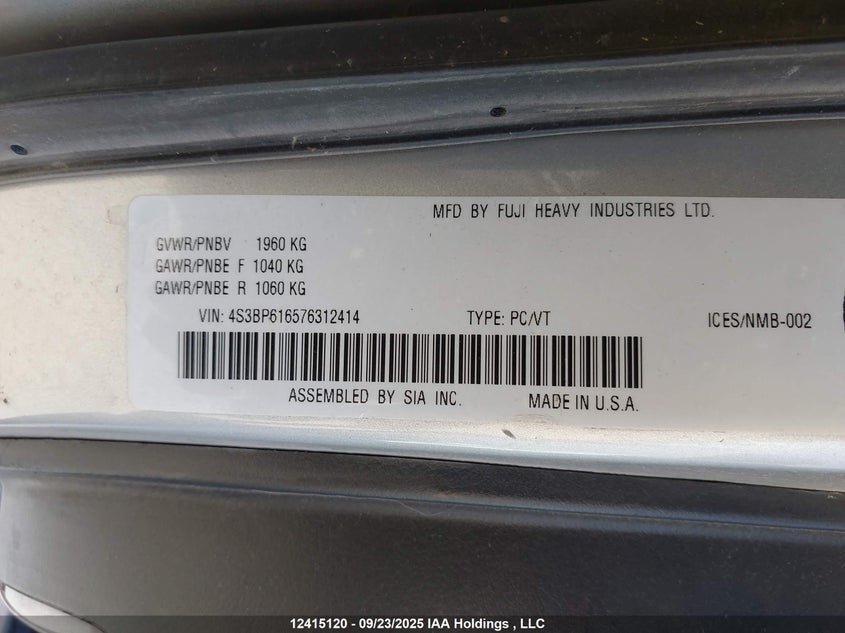 MFD BY FUJI HEAVY INDUSTRIES LTD.
GVWR/PNBV 1960 KG
GAWR/PNBE F 1040 KG
GAWR/PNBE R 1060 KG
VIN: 4S3BP616576312414 TYPE: PC/VT ICES/NMB-002
ASSEMBLED BY SIA INC. MADE IN U.S.A.
12415120 - 09/23/2025 IAA Holdings , LLC